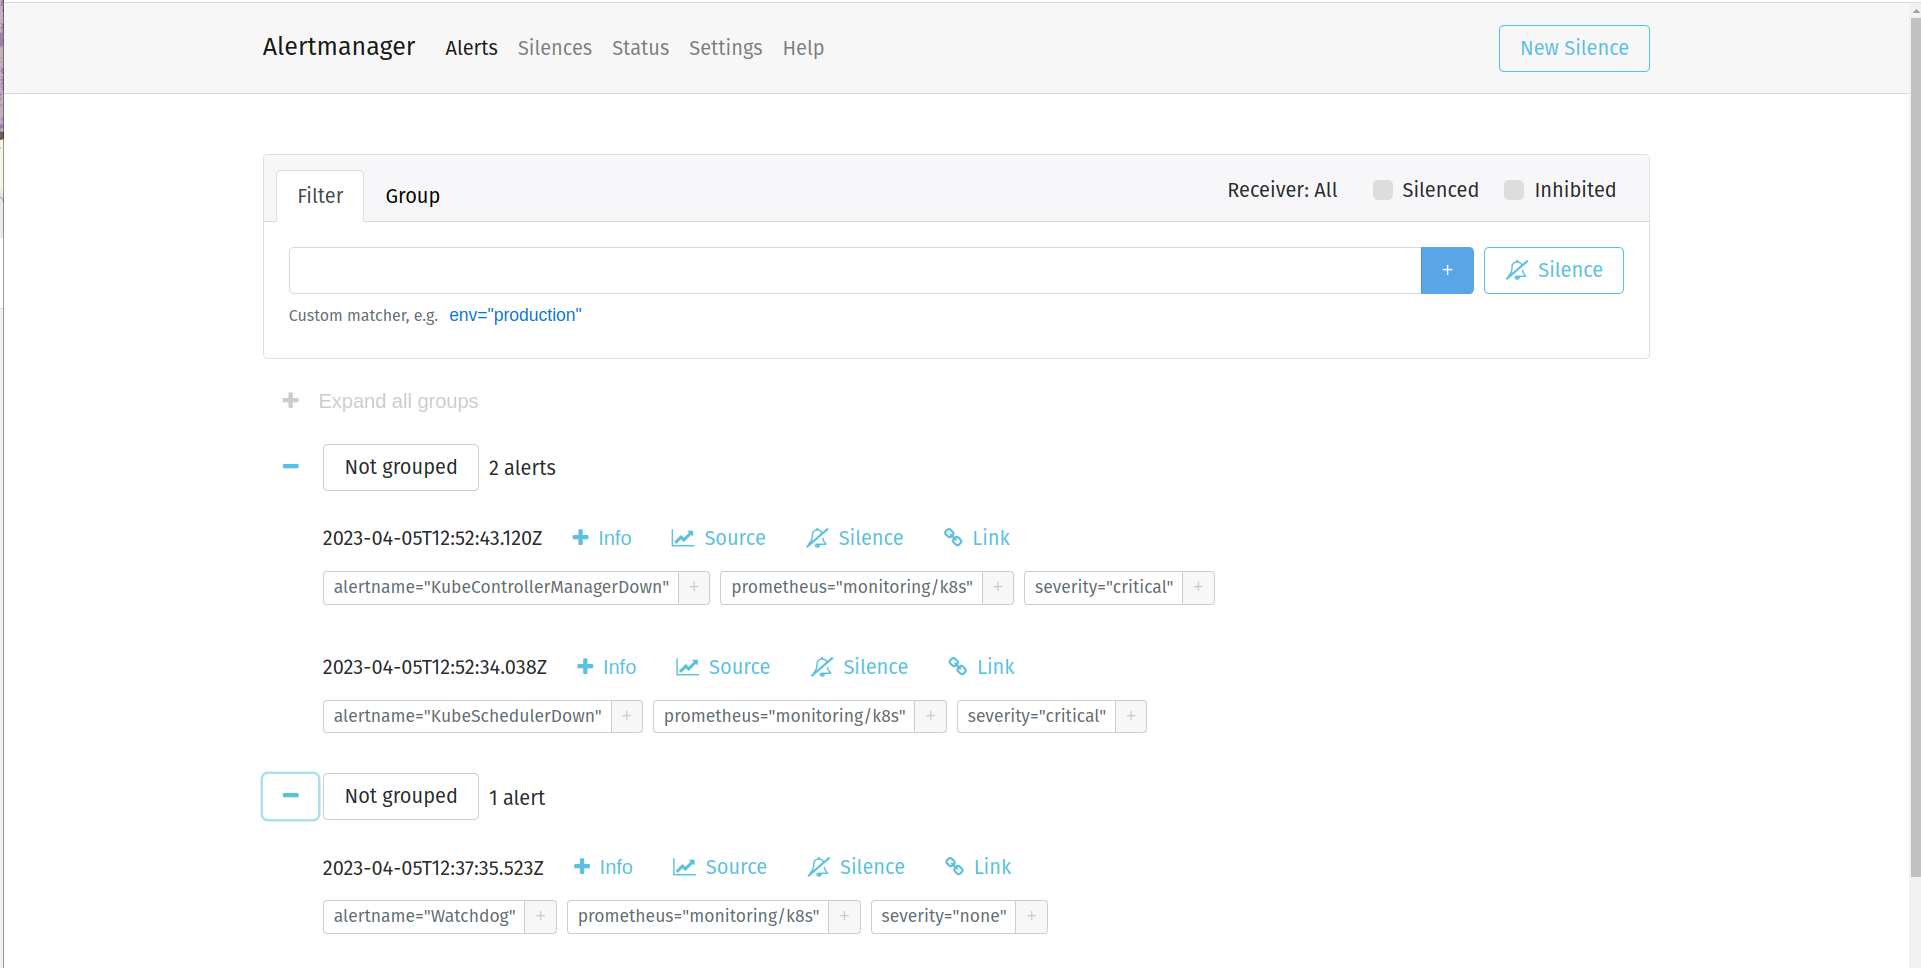 Alertmanager Alerts Silences Status Settings Help New Silence
Filter Group Receiver: All Silenced Inhibited
+ Silence
Custom matcher, e.g. env="production"
+ Expand all groups
− Not grouped 2 alerts
2023-04-05T12:52:43.120Z + Info Source Silence Link
alertname="KubeControllerManagerDown" + prometheus="monitoring/k8s" + severity="critical" +
2023-04-05T12:52:34.038Z + Info Source Silence Link
alertname="KubeSchedulerDown" + prometheus="monitoring/k8s" + severity="critical" +
− Not grouped 1 alert
2023-04-05T12:37:35.523Z + Info Source Silence Link
alertname="Watchdog" + prometheus="monitoring/k8s" + severity="none" +